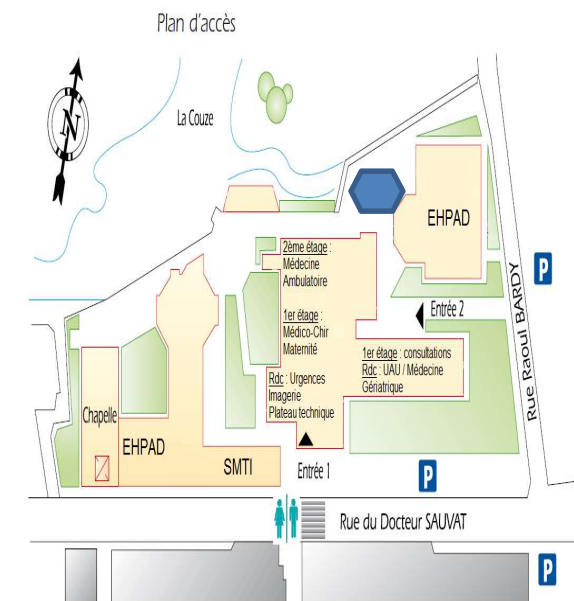 Plan d'accès
N
La Couze
EHPAD
2ème étage :
Médecine
Ambulatoire
1er étage :
Médico-Chir
Maternité
Rdc : Urgences
Imagerie
Plateau technique
Entrée 2
1er étage : consultations
Rdc : UAU / Médecine
Gériatrique
P
Rue Raoul BARDY
Chapelle
EHPAD
SMTI
Entrée 1
P
Rue du Docteur SAUVAT
P